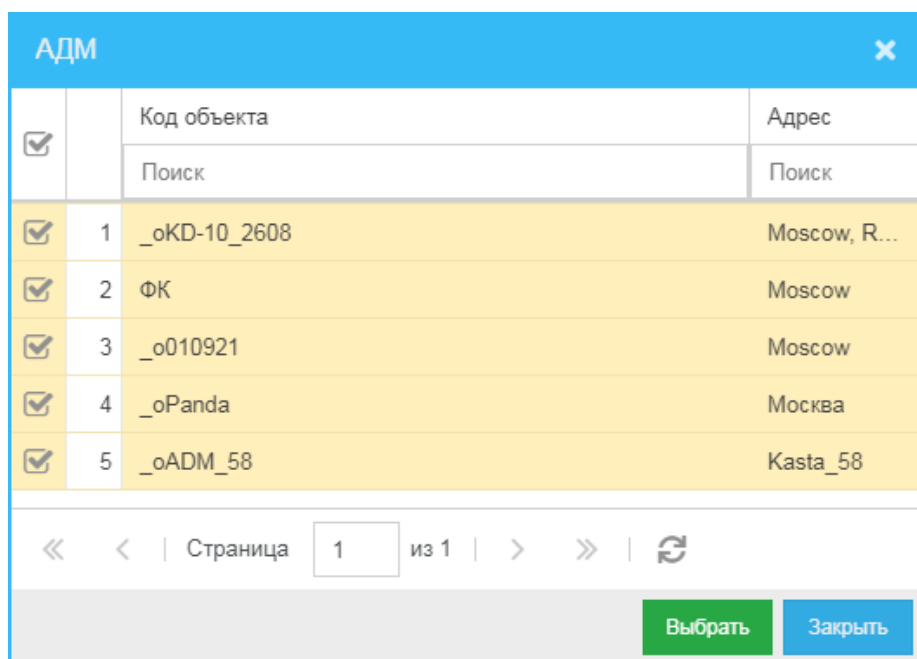 АДМ
Код объекта Адрес
Поиск Поиск
1 _oKD-10_2608 Moscow, R...
2 ФК Moscow
3 _o010921 Moscow
4 _oPanda Москва
5 _oADM_58 Kasta_58
Страница 1 из 1
Выбрать Закрыть